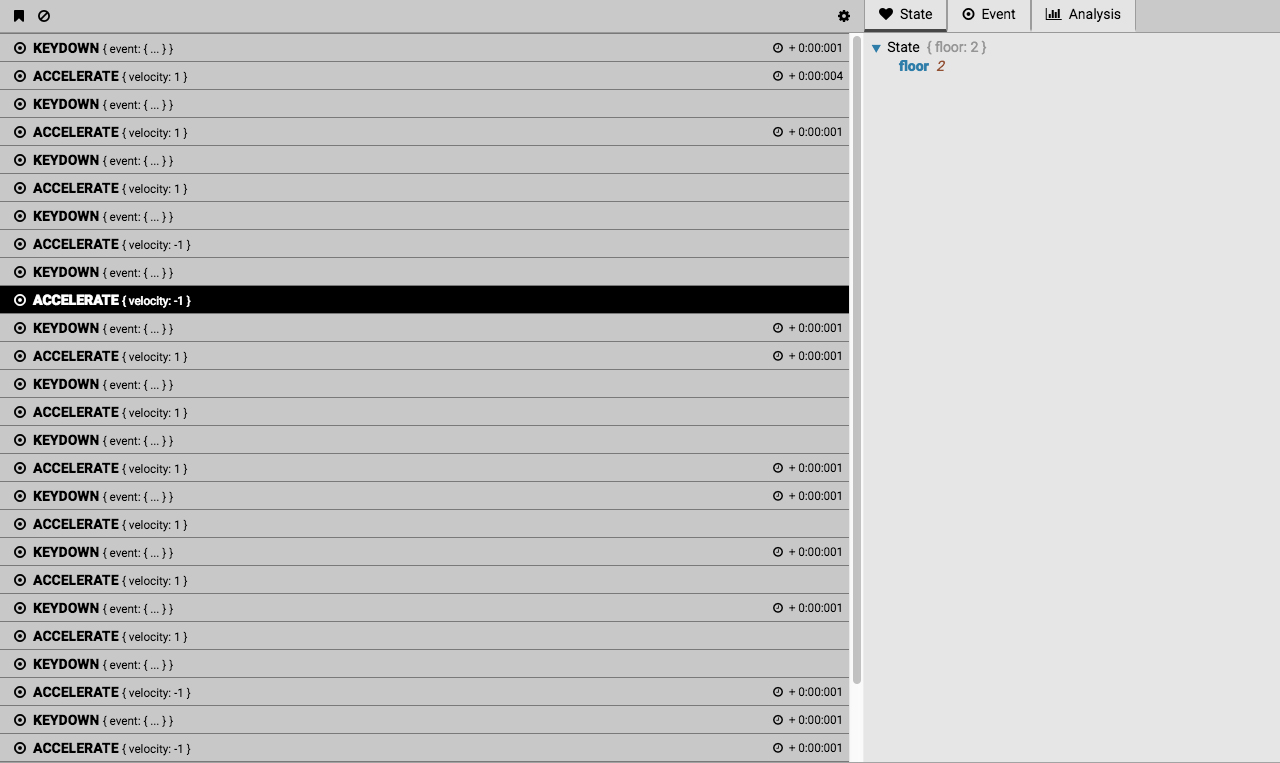 State Event Analysis
KEYDOWN { event: { ... } } + 0:00:001
ACCELERATE { velocity: 1 } + 0:00:004
KEYDOWN { event: { ... } }
ACCELERATE { velocity: 1 } + 0:00:001
KEYDOWN { event: { ... } }
ACCELERATE { velocity: 1 }
KEYDOWN { event: { ... } }
ACCELERATE { velocity: -1 }
KEYDOWN { event: { ... } }
ACCELERATE { velocity: -1 }
KEYDOWN { event: { ... } } + 0:00:001
ACCELERATE { velocity: 1 } + 0:00:001
KEYDOWN { event: { ... } }
ACCELERATE { velocity: 1 }
KEYDOWN { event: { ... } }
ACCELERATE { velocity: 1 } + 0:00:001
KEYDOWN { event: { ... } } + 0:00:001
ACCELERATE { velocity: 1 }
KEYDOWN { event: { ... } } + 0:00:001
ACCELERATE { velocity: 1 }
KEYDOWN { event: { ... } } + 0:00:001
ACCELERATE { velocity: 1 }
KEYDOWN { event: { ... } }
ACCELERATE { velocity: -1 } + 0:00:001
KEYDOWN { event: { ... } } + 0:00:001
ACCELERATE { velocity: -1 } + 0:00:001
State { floor: 2 }
floor 2